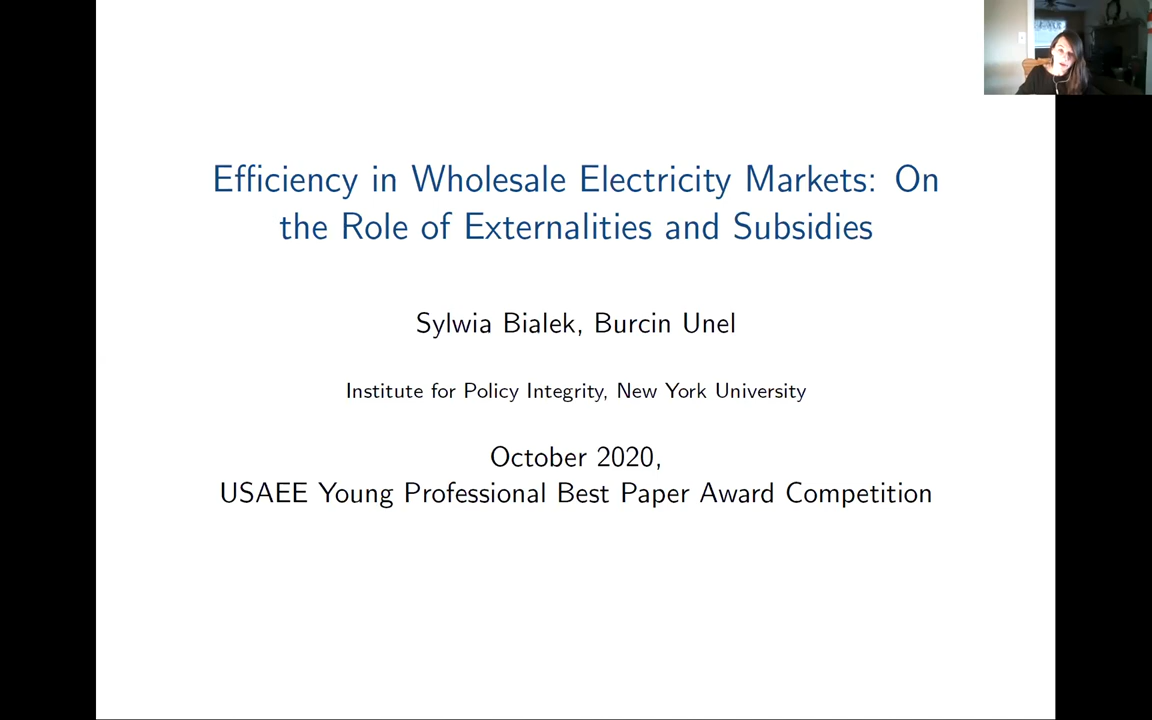 Efficiency in Wholesale Electricity Markets: On
the Role of Externalities and Subsidies
Sylwia Bialek, Burcin Unel
Institute for Policy Integrity, New York University
October 2020,
USAEE Young Professional Best Paper Award Competition